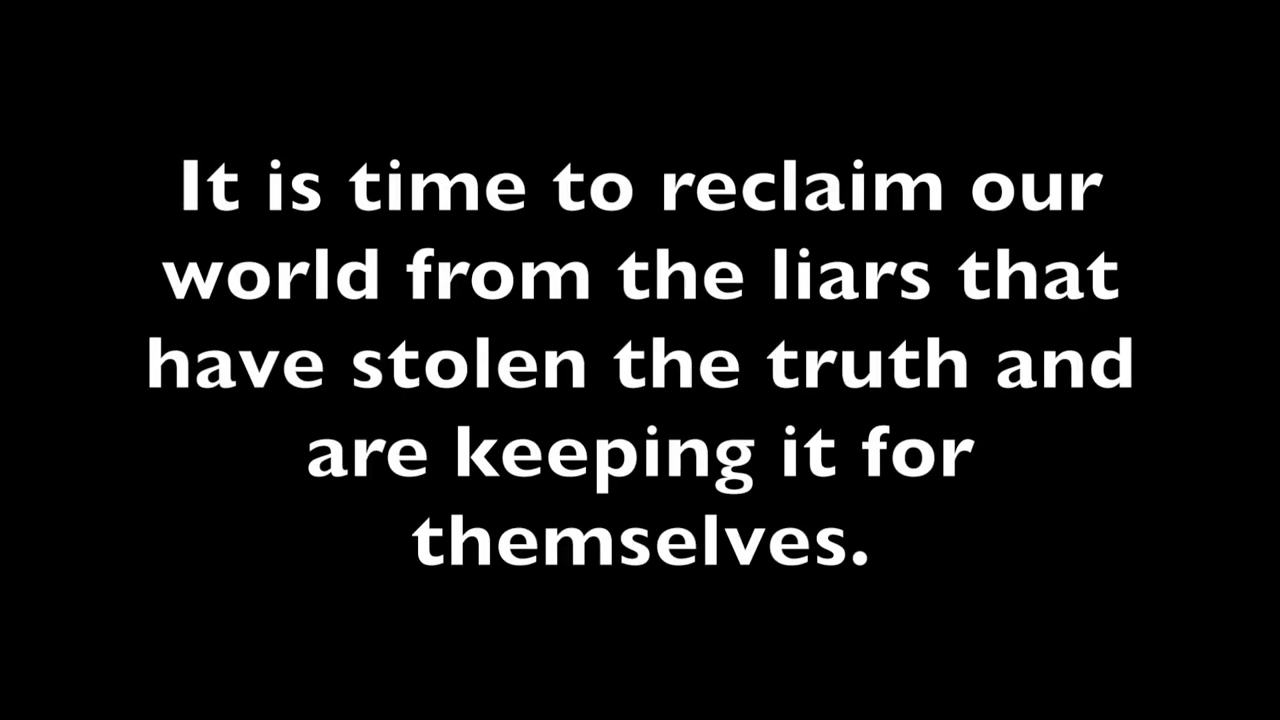 It is time to reclaim our
world from the liars that
have stolen the truth and
are keeping it for
themselves.